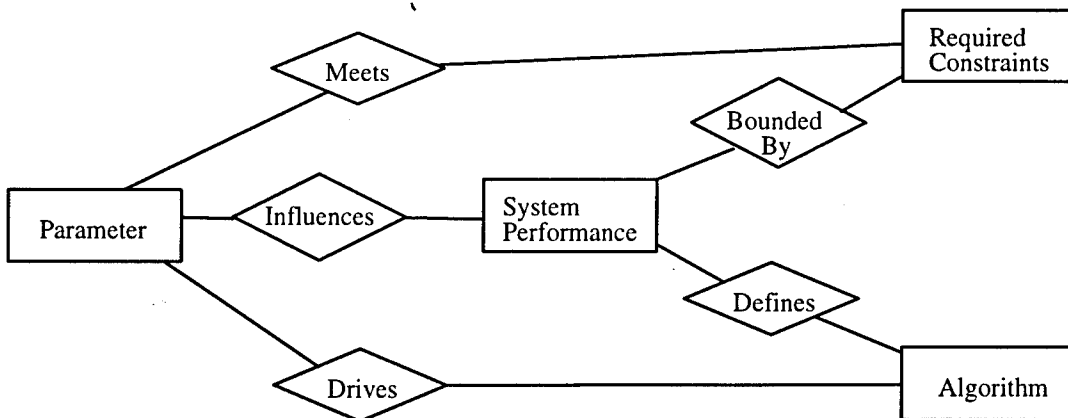 Required
Constraints
Meets
Bounded
By
Parameter
Influences
System
Performance
Defines
Drives
Algorithm